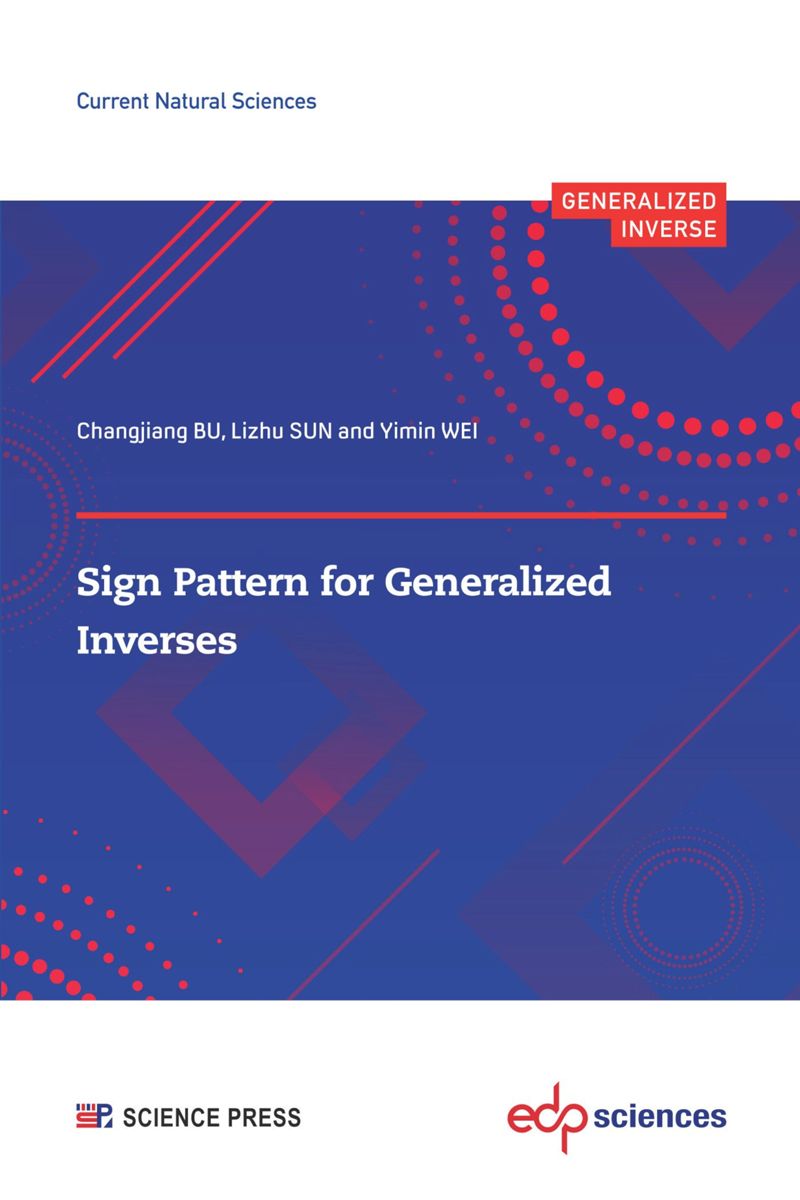 Current Natural Sciences
GENERALIZED
INVERSE
Changjiang BU, Lizhu SUN and Yimin WEI
Sign Pattern for Generalized
Inverses
SP SCIENCE PRESS
edp sciences